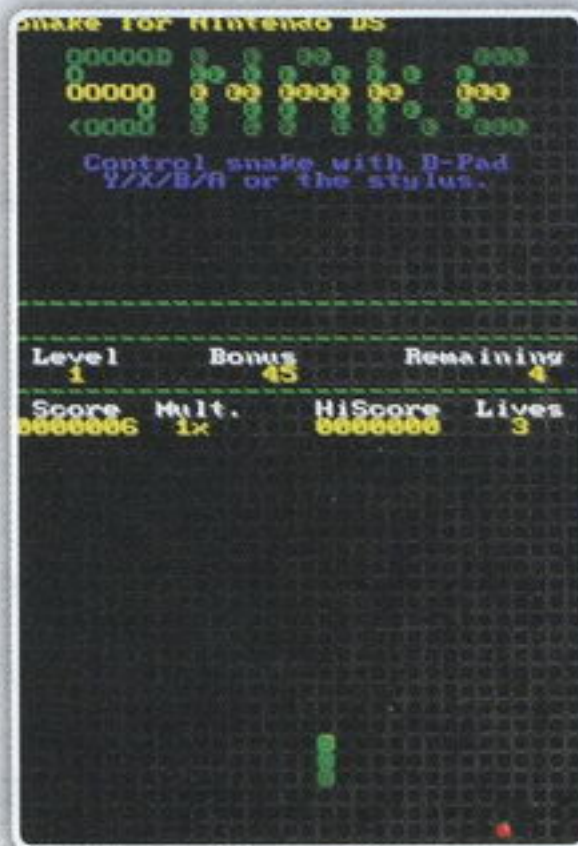 Snake for Nintendo DS
SNAKE
Control snake with D-Pad
Y/X/B/A or the stylus.
Level Bonus Remaining
1 45 4
Score Mult. HiScore Lives
0000006 1x 0000000 3